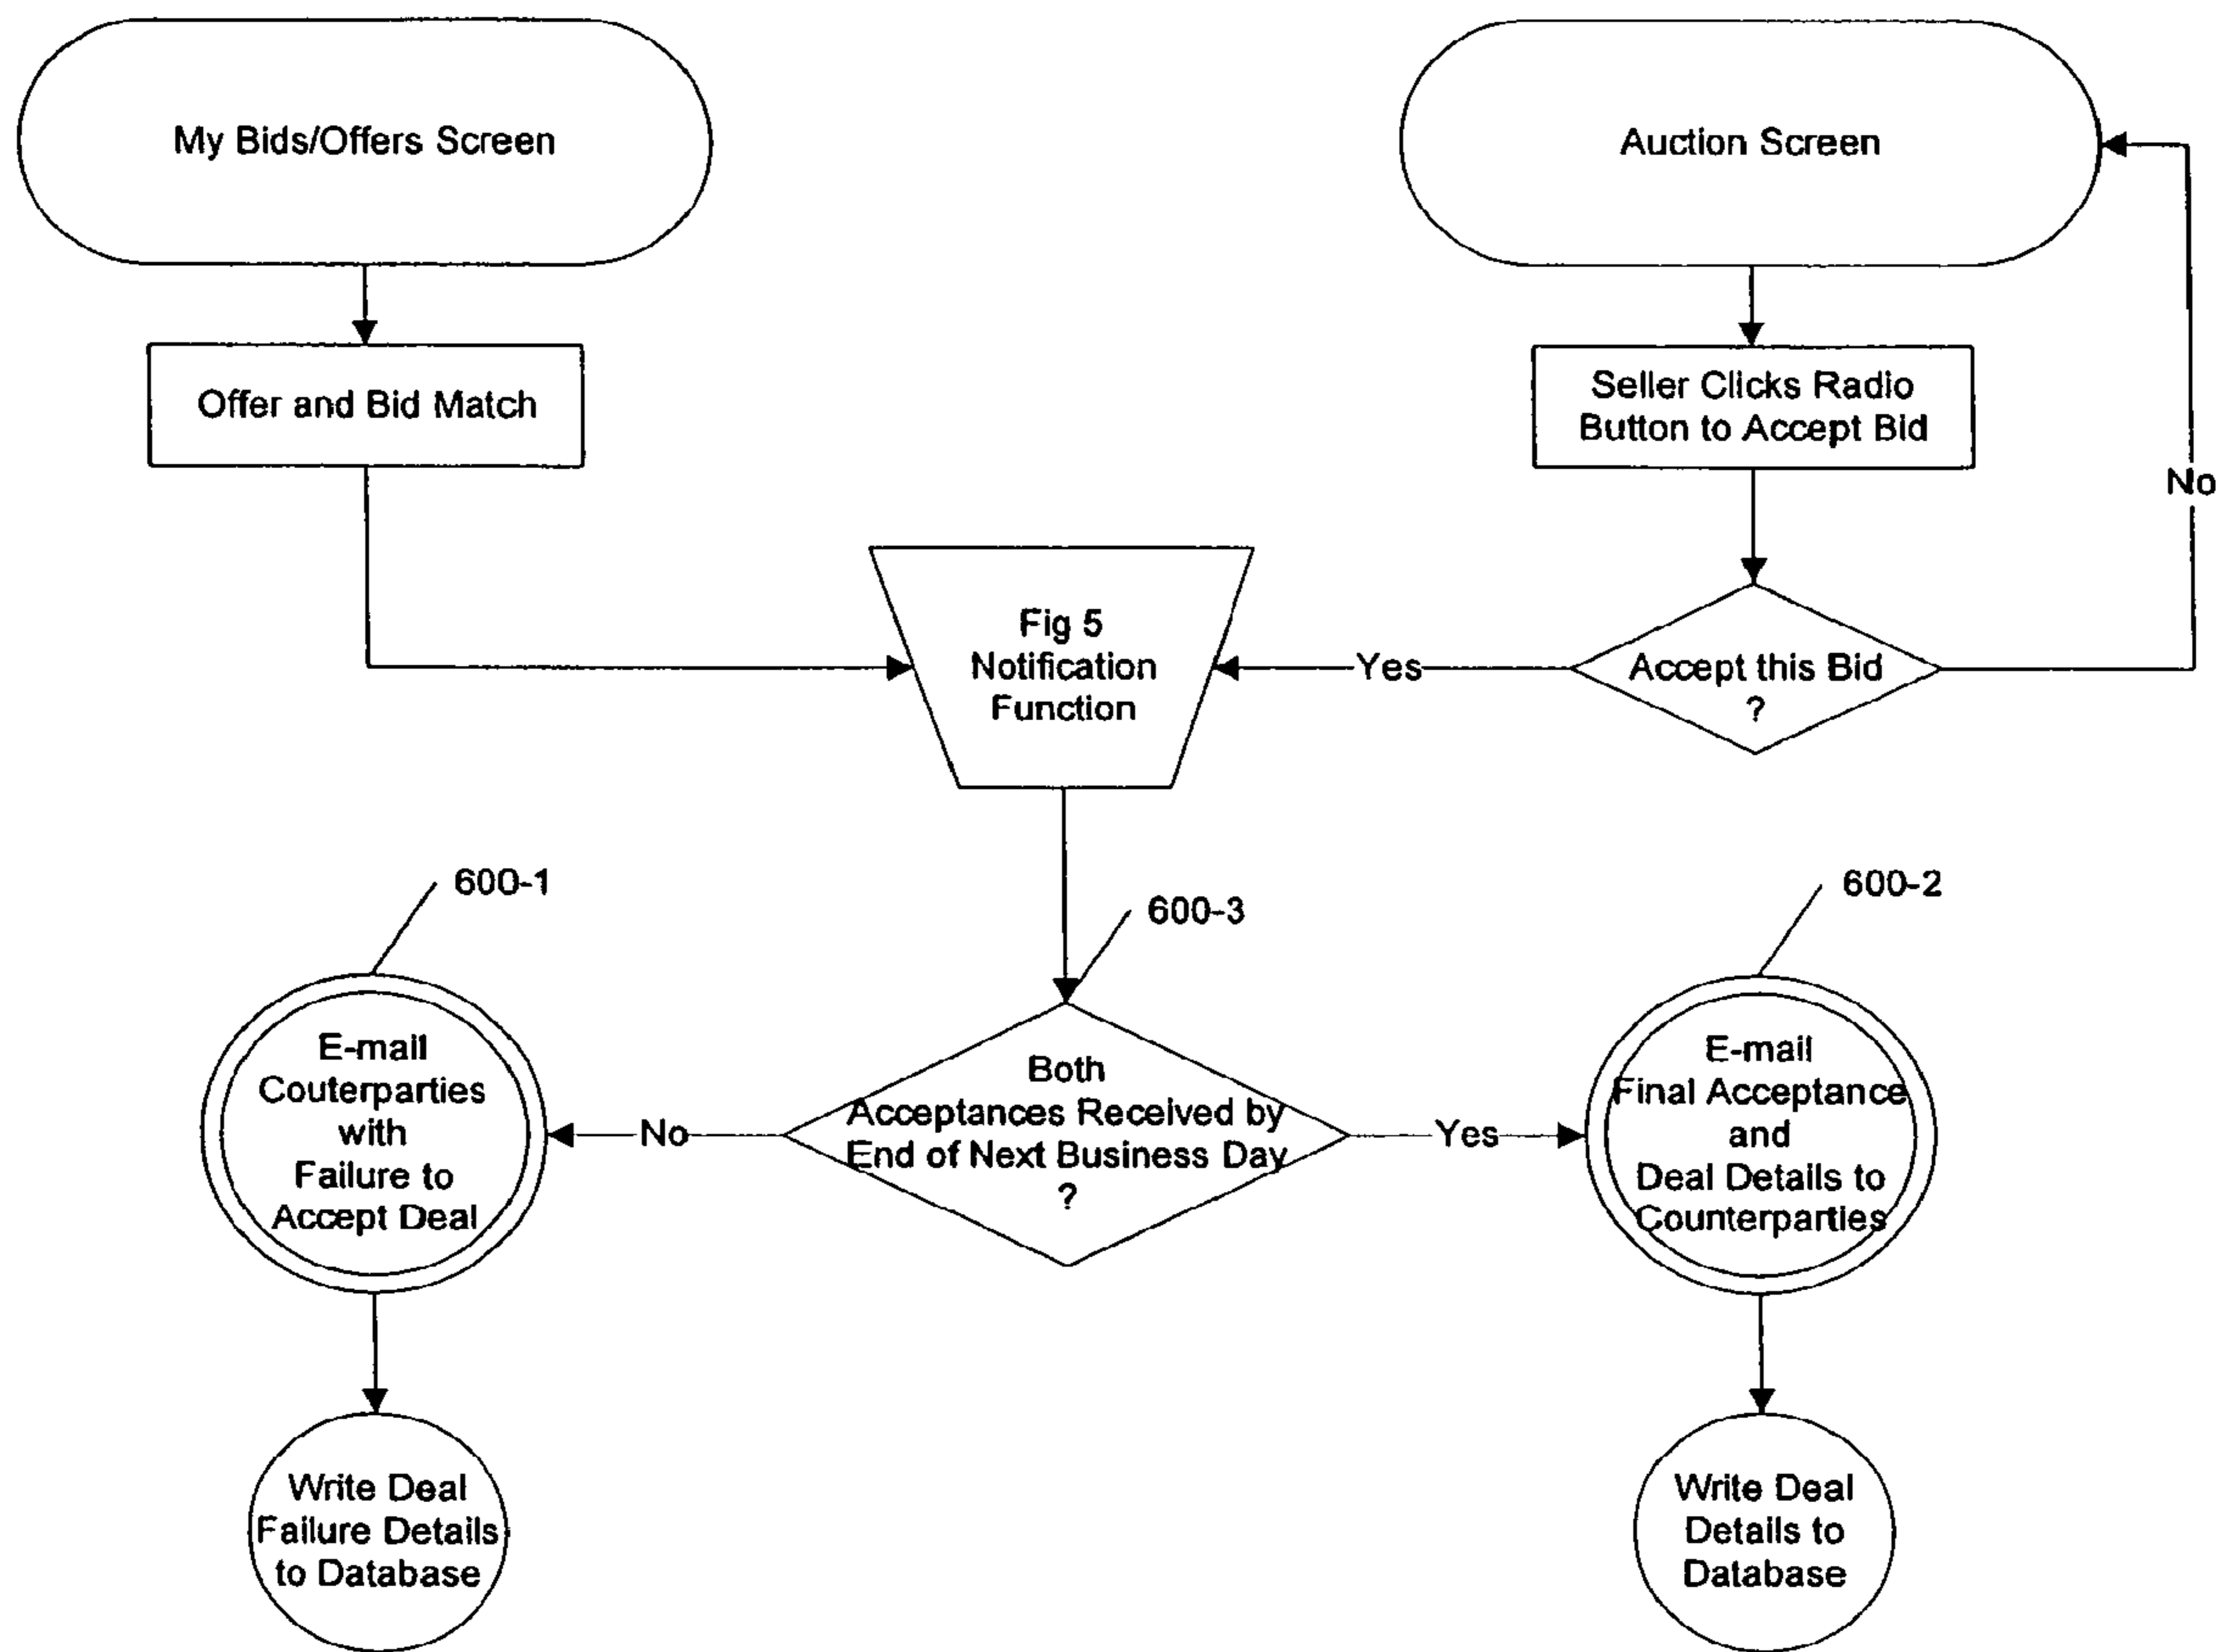 My Bids/Offers Screen
Auction Screen
Offer and Bid Match
Seller Clicks Radio
Button to Accept Bid
No
Fig 5
Notification
Function
Yes
Accept this Bid
?
600-1
600-3
600-2
E-mail
Couterparties
with
Failure to
Accept Deal
No
Both
Acceptances Received by
End of Next Business Day
?
Yes
E-mail
Final Acceptance
and
Deal Details to
Counterparties
Write Deal
Failure Details
to Database
Write Deal
Details to
Database